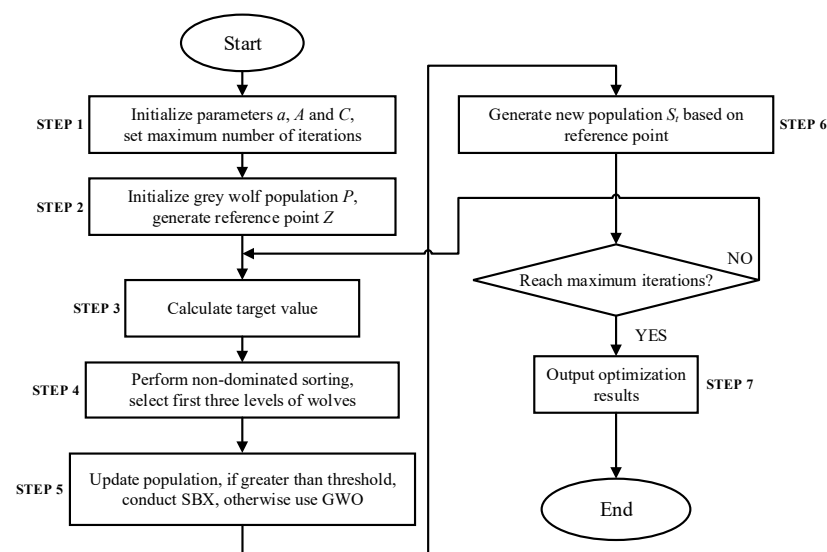 Start
STEP 1
Initialize parameters a, A and C,
set maximum number of iterations
STEP 2
Initialize grey wolf population P,
generate reference point Z
STEP 3
Calculate target value
STEP 4
Perform non-dominated sorting,
select first three levels of wolves
STEP 5
Update population, if greater than threshold,
conduct SBX, otherwise use GWO
Generate new population St based on
reference point
STEP 6
Reach maximum iterations?
NO
YES
Output optimization
results
STEP 7
End